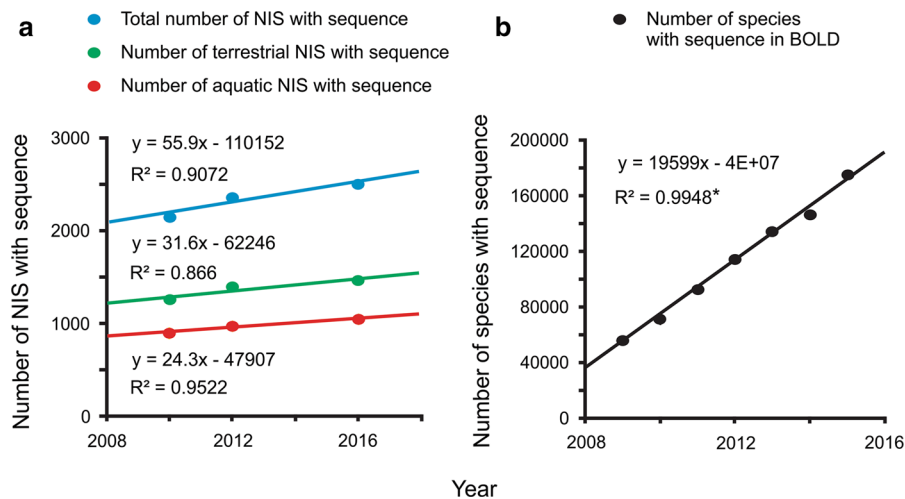 a
Total number of NIS with sequence
Number of terrestrial NIS with sequence
Number of aquatic NIS with sequence
Number of NIS with sequence
3000
2000
1000
0
y = 55.9x - 110152
R² = 0.9072
y = 31.6x - 62246
R² = 0.866
y = 24.3x - 47907
R² = 0.9522
2008
2012
2016
b
Number of species
with sequence in BOLD
Number of species with sequence
200000
160000
120000
80000
40000
0
y = 19599x - 4E+07
R² = 0.9948*
2008
2012
2016
Year